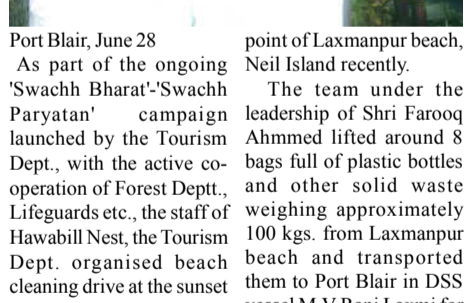 Port Blair, June 28
As part of the ongoing
'Swachh Bharat'-'Swachh
Paryatan' campaign
launched by the Tourism
Dept., with the active co-
operation of Forest Deptt.,
Lifeguards etc., the staff of
Hawabill Nest, the Tourism
Dept. organised beach
cleaning drive at the sunset
point of Laxmanpur beach,
Neil Island recently.
The team under the
leadership of Shri Farooq
Ahmmed lifted around 8
bags full of plastic bottles
and other solid waste
weighing approximately
100 kgs. from Laxmanpur
beach and transported
them to Port Blair in DSS
vessel M.V Rani Laxmi for